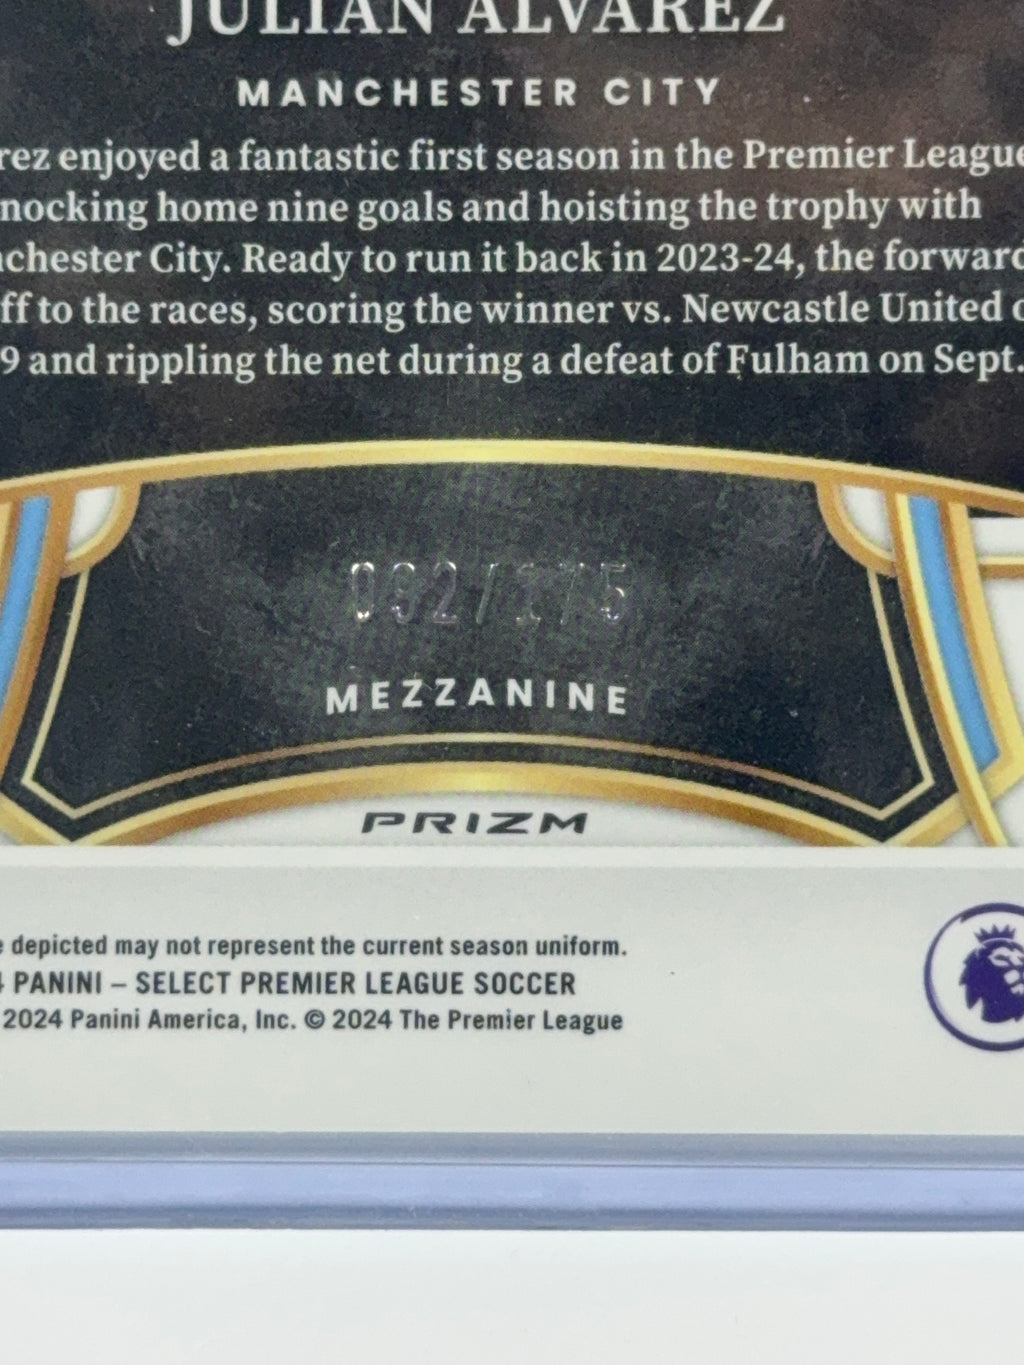 JULIAN ALVAREZ
MANCHESTER CITY
rez enjoyed a fantastic first season in the Premier League
nocking home nine goals and hoisting the trophy with
chester City. Ready to run it back in 2023-24, the forward
ff to the races, scoring the winner vs. Newcastle United
9 and rippling the net during a defeat of Fulham on Sept.
092/175
MEZZANINE
PRIZM
depicted may not represent the current season uniform.
PANINI – SELECT PREMIER LEAGUE SOCCER
2024 Panini America, Inc. © 2024 The Premier League